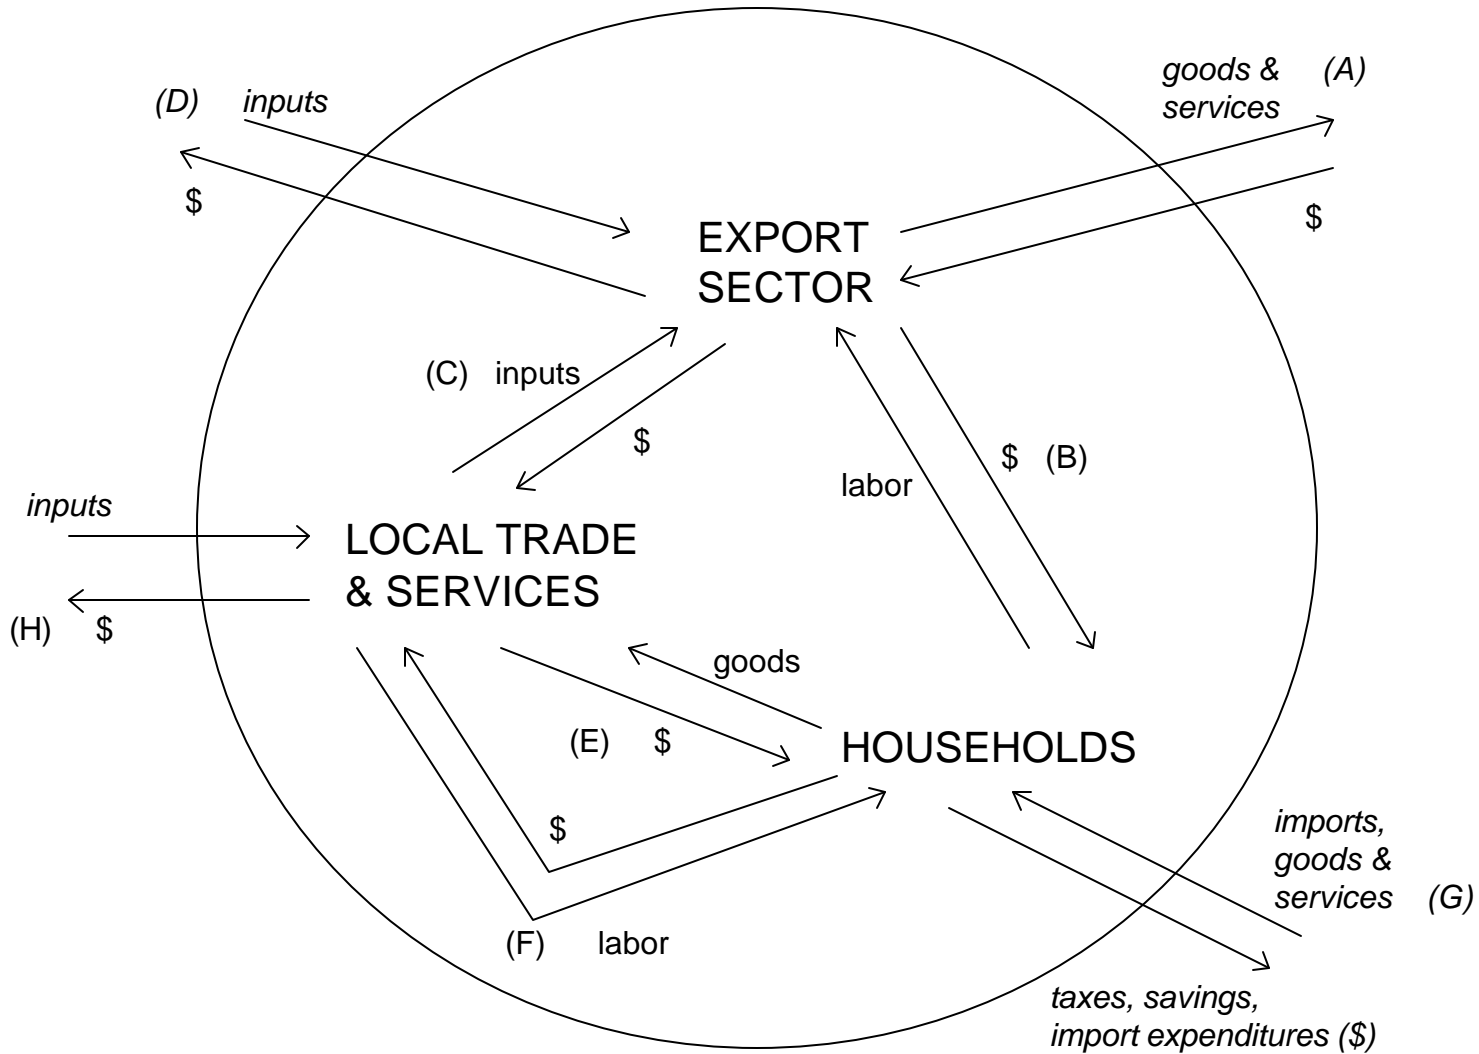 goods & (A)
services
(D) inputs
$
$
EXPORT
SECTOR
(C) inputs
$
$ (B)
labor
inputs
LOCAL TRADE
& SERVICES
(H) $
goods
(E) $
HOUSEHOLDS
$
(F) labor
imports,
goods &
services (G)
taxes, savings,
import expenditures ($)